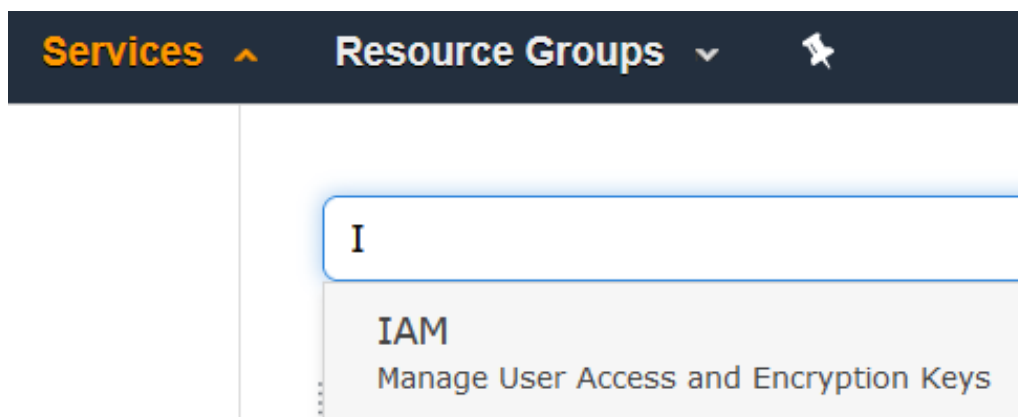 Services Resource Groups
I
IAM
Manage User Access and Encryption Keys